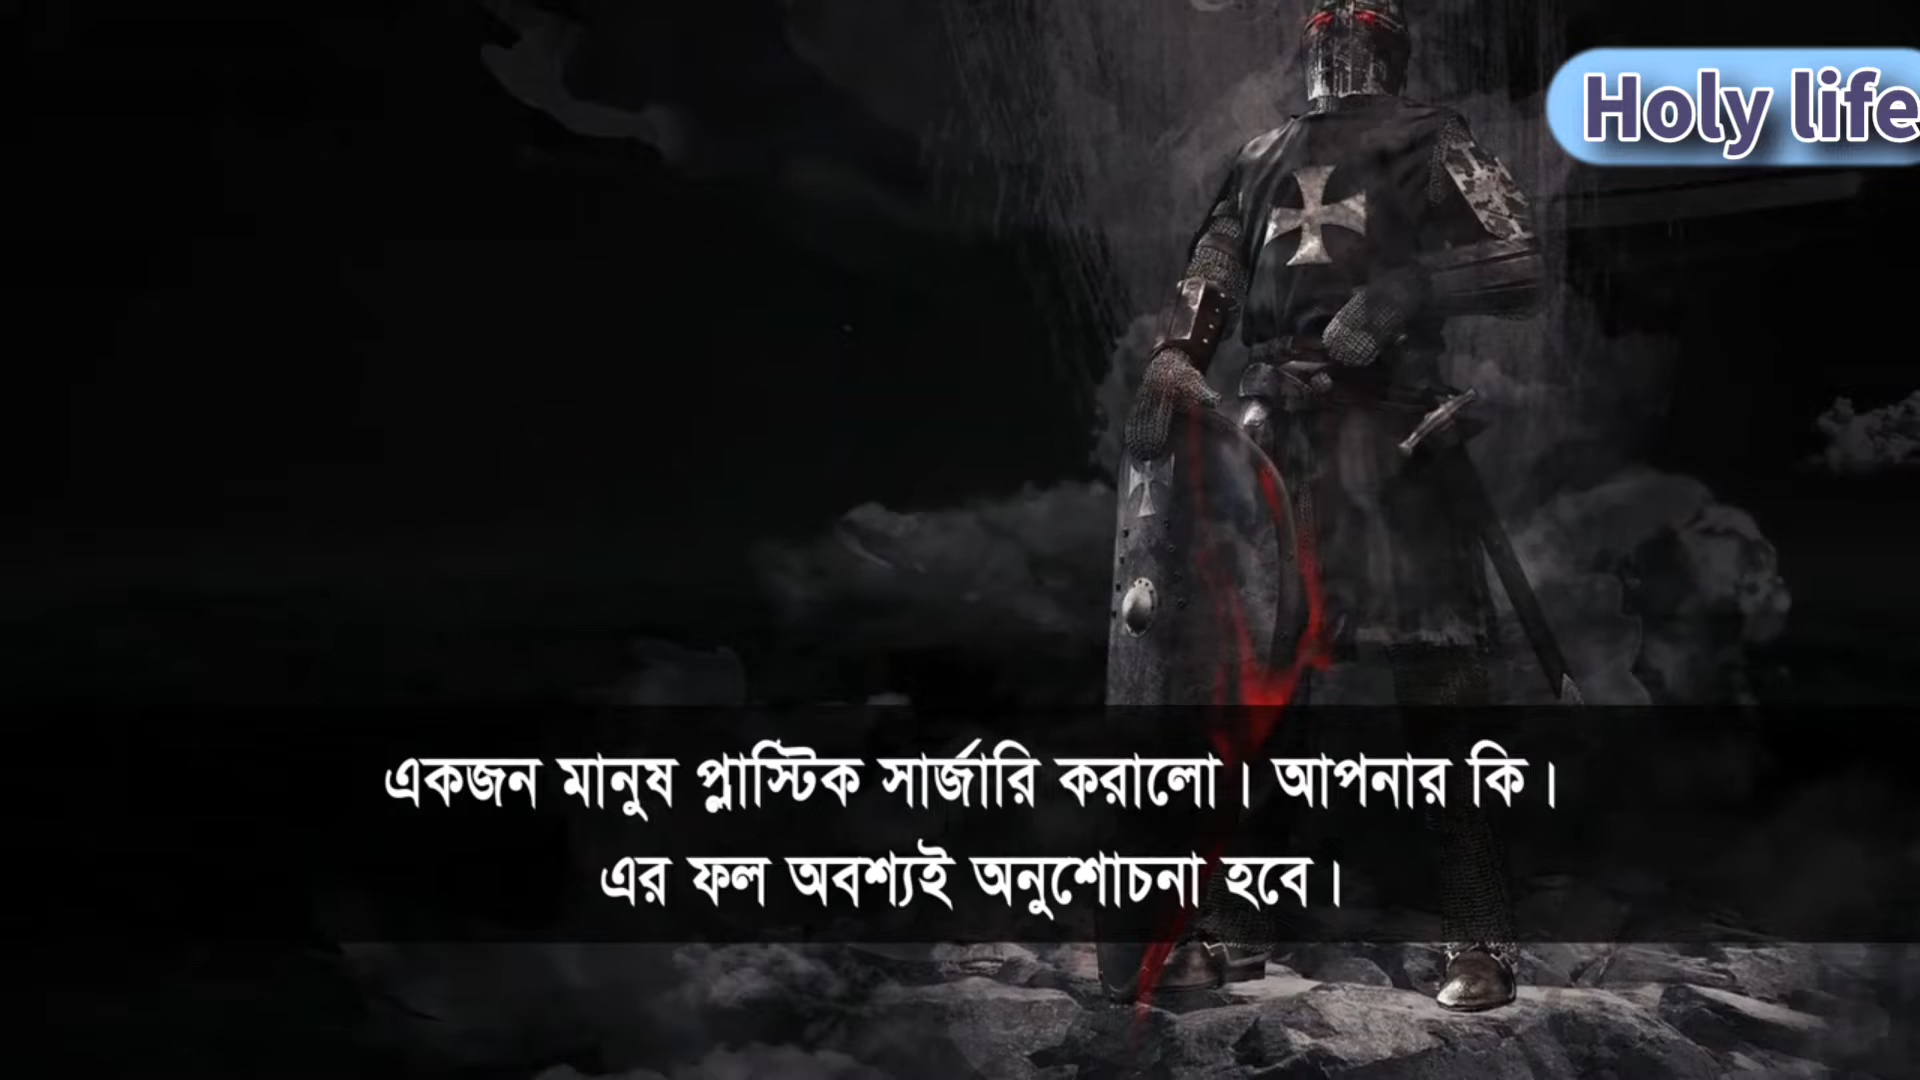 Holy life
একজন মানুষ প্লাস্টিক সার্জারি করালো। আপনার কি।
এর ফল অবশ্যই অনুশোচনা হবে।